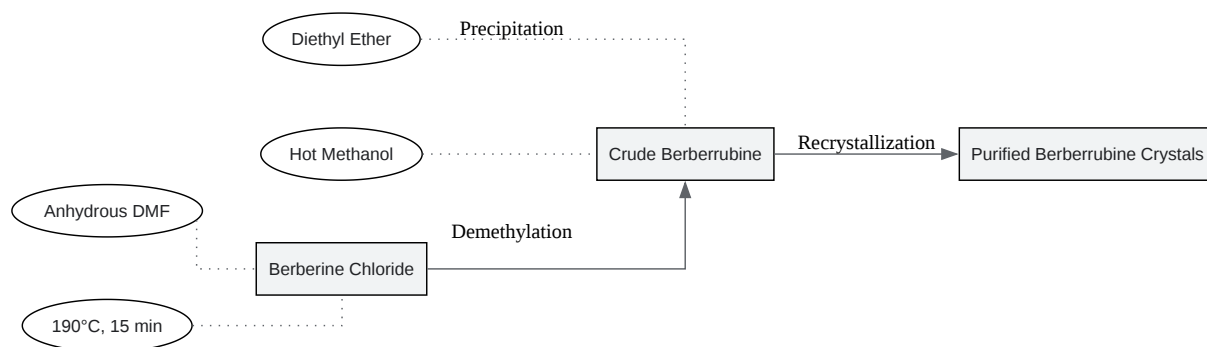 Diethyl Ether
Precipitation
Hot Methanol
Crude Berberrubine
Recrystallization
Purified Berberrubine Crystals
Anhydrous DMF
Demethylation
Berberine Chloride
190°C, 15 min